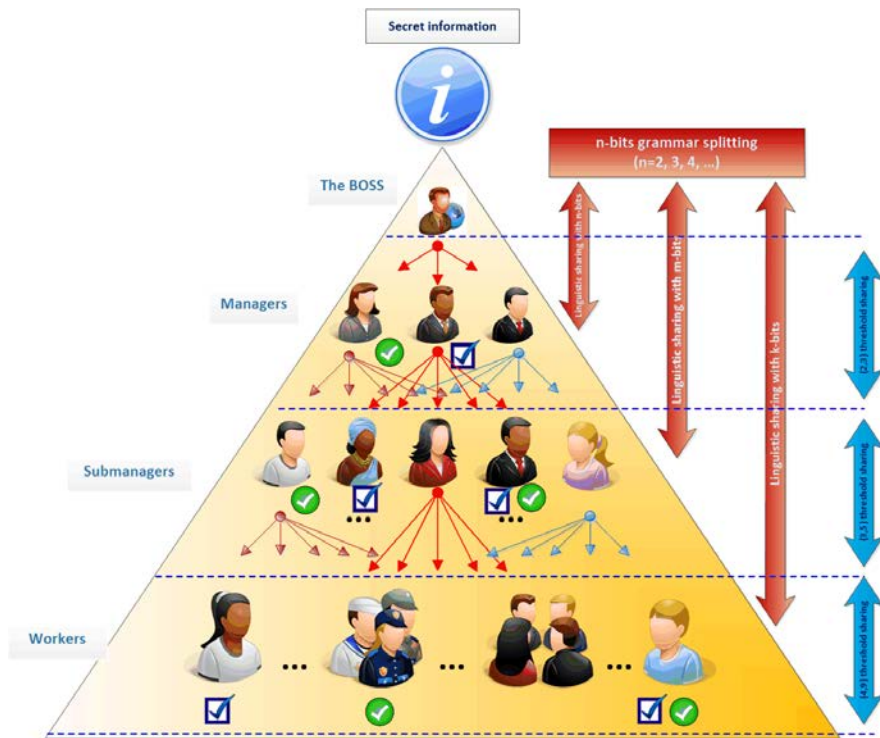 Secret information
i
n-bits grammar splitting
(n=2, 3, 4, ...)
The BOSS
Managers
Submanagers
Workers
...
...
...
...
...
Linguistic sharing with n-bits
Linguistic sharing with m-bits
Linguistic sharing with k-bits
(2,3) threshold sharing
(3,5) threshold sharing
(4,9) threshold sharing